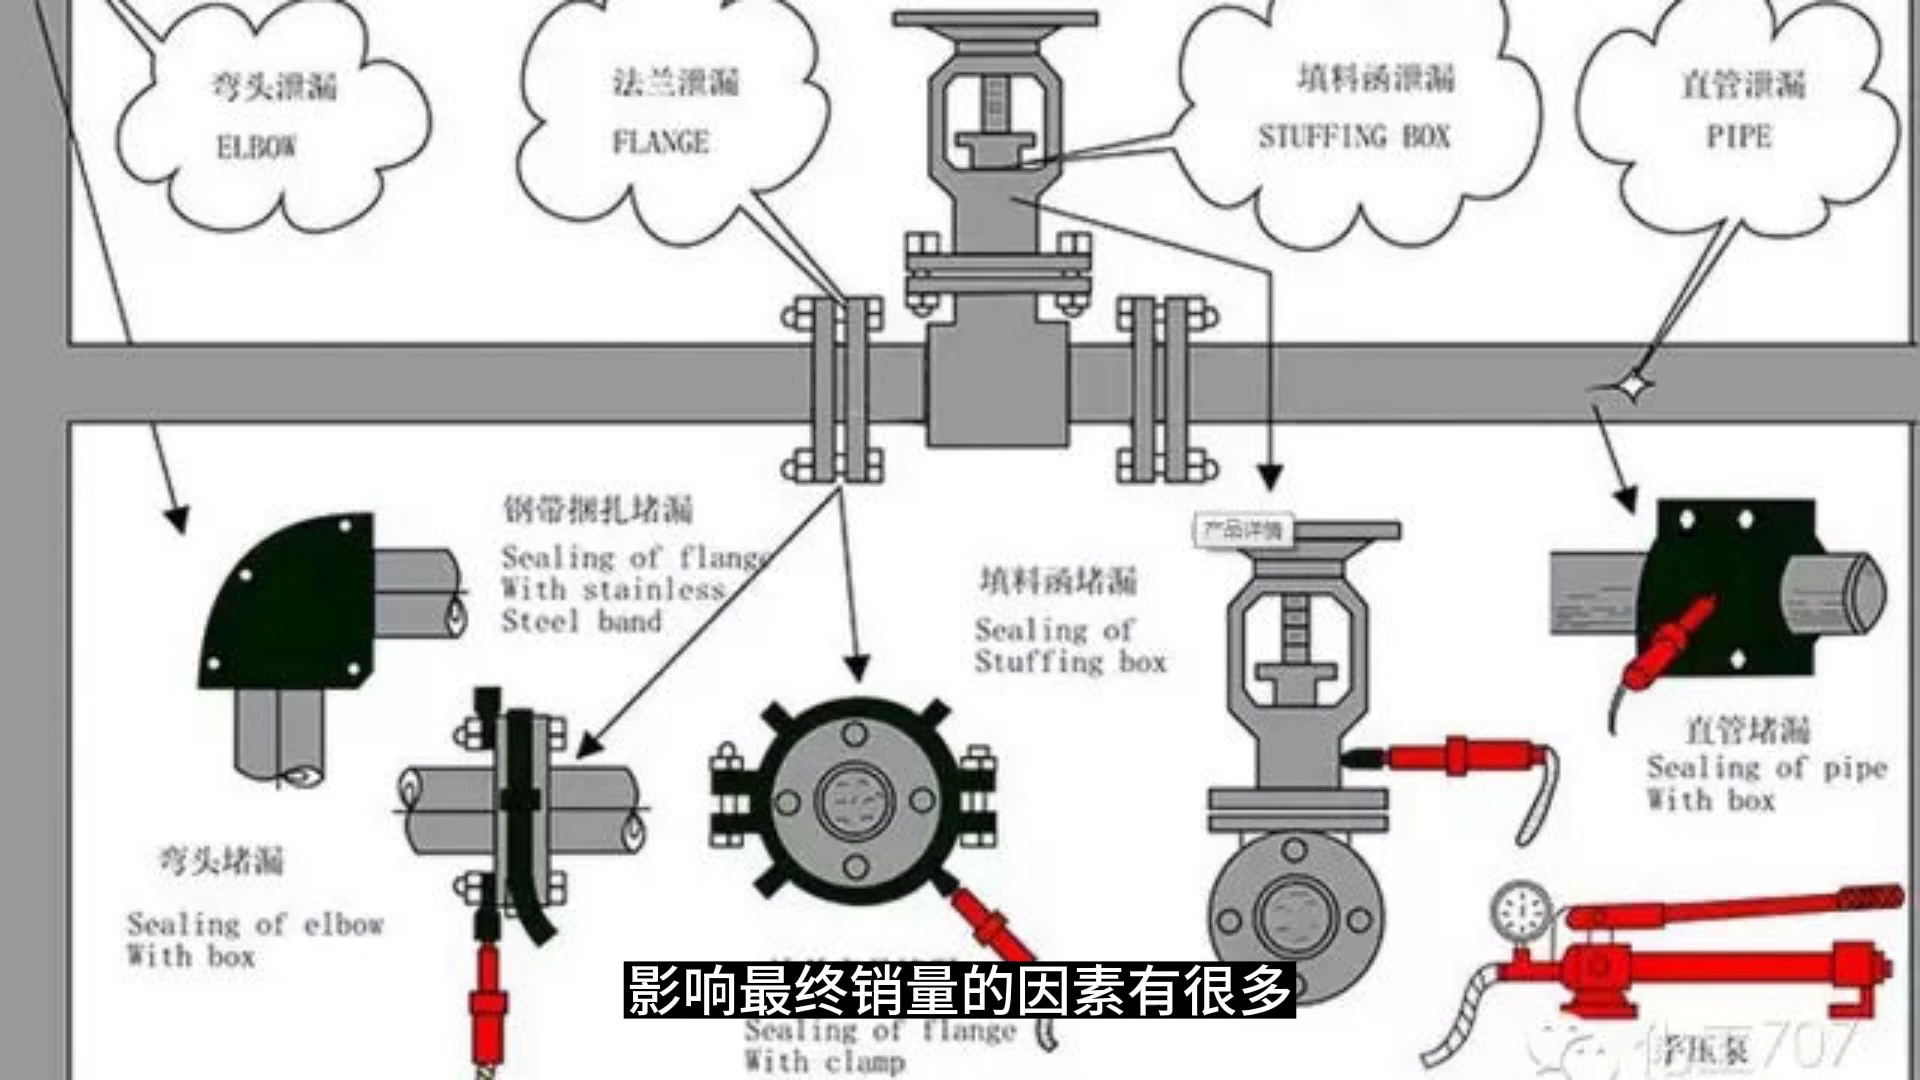 弯头泄漏
ELBOW
法兰泄漏
FLANGE
填料函泄漏
STUFFING BOX
直管泄漏
PIPE
钢带捆扎堵漏
Sealing of flange
With stainless
Steel band
产品详情
填料函堵漏
Sealing of
Stuffing box
直管堵漏
Sealing of pipe
With box
弯头堵漏
Sealing of elbow
With box
影响最终销量的因素有很多
Sealing of flange
With clamp
压泵
707